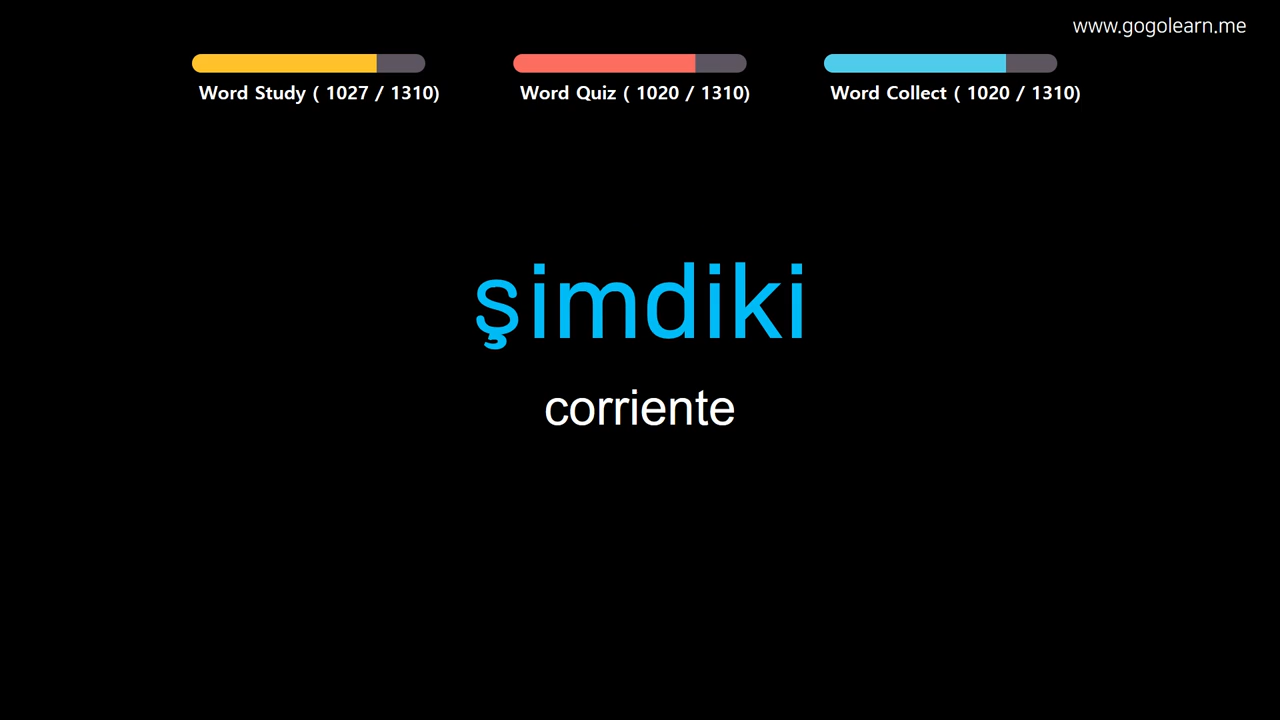 www.gogolearn.me
Word Study ( 1027 / 1310)
Word Quiz ( 1020 / 1310)
Word Collect ( 1020 / 1310)
şimdiki
corriente